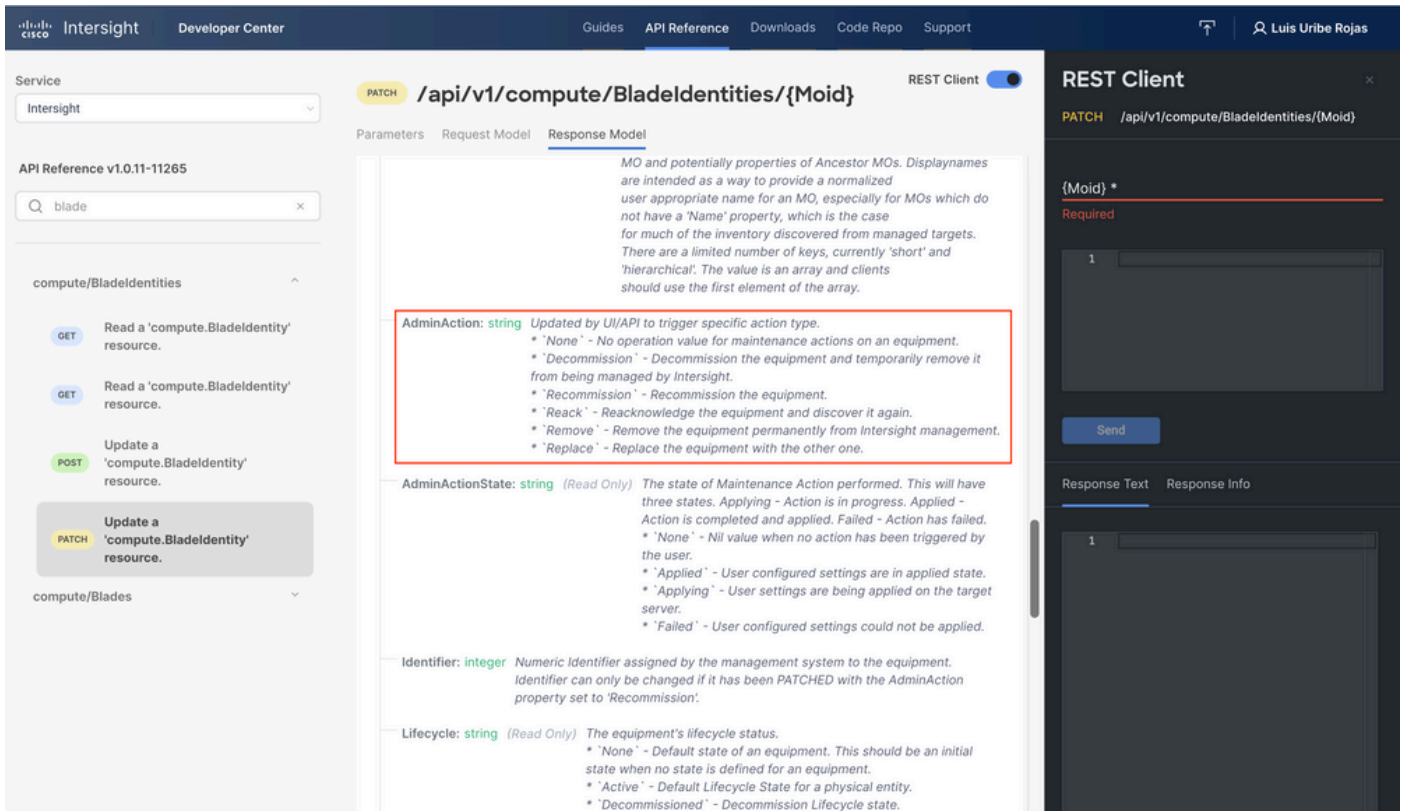 cisco Intersight Developer Center Guides API Reference Downloads Code Repo Support Luis Uribe Rojas
Service
Intersight
API Reference v1.0.11-11265
blade
compute/BladeIdentities
GET Read a 'compute.BladeIdentity'
resource.
GET Read a 'compute.BladeIdentity'
resource.
Update a
POST 'compute.BladeIdentity'
resource.
Update a
PATCH 'compute.BladeIdentity'
resource.
compute/Blades
PATCH /api/v1/compute/BladeIdentities/{Moid}
REST Client
Parameters Request Model Response Model
MO and potentially properties of Ancestor MOs. Displaynames
are intended as a way to provide a normalized
user appropriate name for an MO, especially for MOs which do
not have a 'Name' property, which is the case
for much of the inventory discovered from managed targets.
There are a limited number of keys, currently 'short' and
'hierarchical'. The value is an array and clients
should use the first element of the array.
AdminAction: string Updated by UI/API to trigger specific action type.
* `None` - No operation value for maintenance actions on an equipment.
* `Decommission` - Decommission the equipment and temporarily remove it
from being managed by Intersight.
* `Recommission` - Recommission the equipment.
* `Reack` - Reacknowledge the equipment and discover it again.
* `Remove` - Remove the equipment permanently from Intersight management.
* `Replace` - Replace the equipment with the other one.
AdminActionState: string (Read Only) The state of Maintenance Action performed. This will have
three states. Applying - Action is in progress. Applied -
Action is completed and applied. Failed - Action has failed.
* `None` - Nil value when no action has been triggered by
the user.
* `Applied` - User configured settings are in applied state.
* `Applying` - User settings are being applied on the target
server.
* `Failed` - User configured settings could not be applied.
Identifier: integer Numeric Identifier assigned by the management system to the equipment.
Identifier can only be changed if it has been PATCHED with the AdminAction
property set to 'Recommission'.
Lifecycle: string (Read Only) The equipment's lifecycle status.
* `None` - Default state of an equipment. This should be an initial
state when no state is defined for an equipment.
* `Active` - Default Lifecycle State for a physical entity.
* `Decommissioned` - Decommission Lifecycle state.
REST Client
PATCH /api/v1/compute/BladeIdentities/{Moid}
{Moid} *
Required
1
Send
Response Text Response Info
1